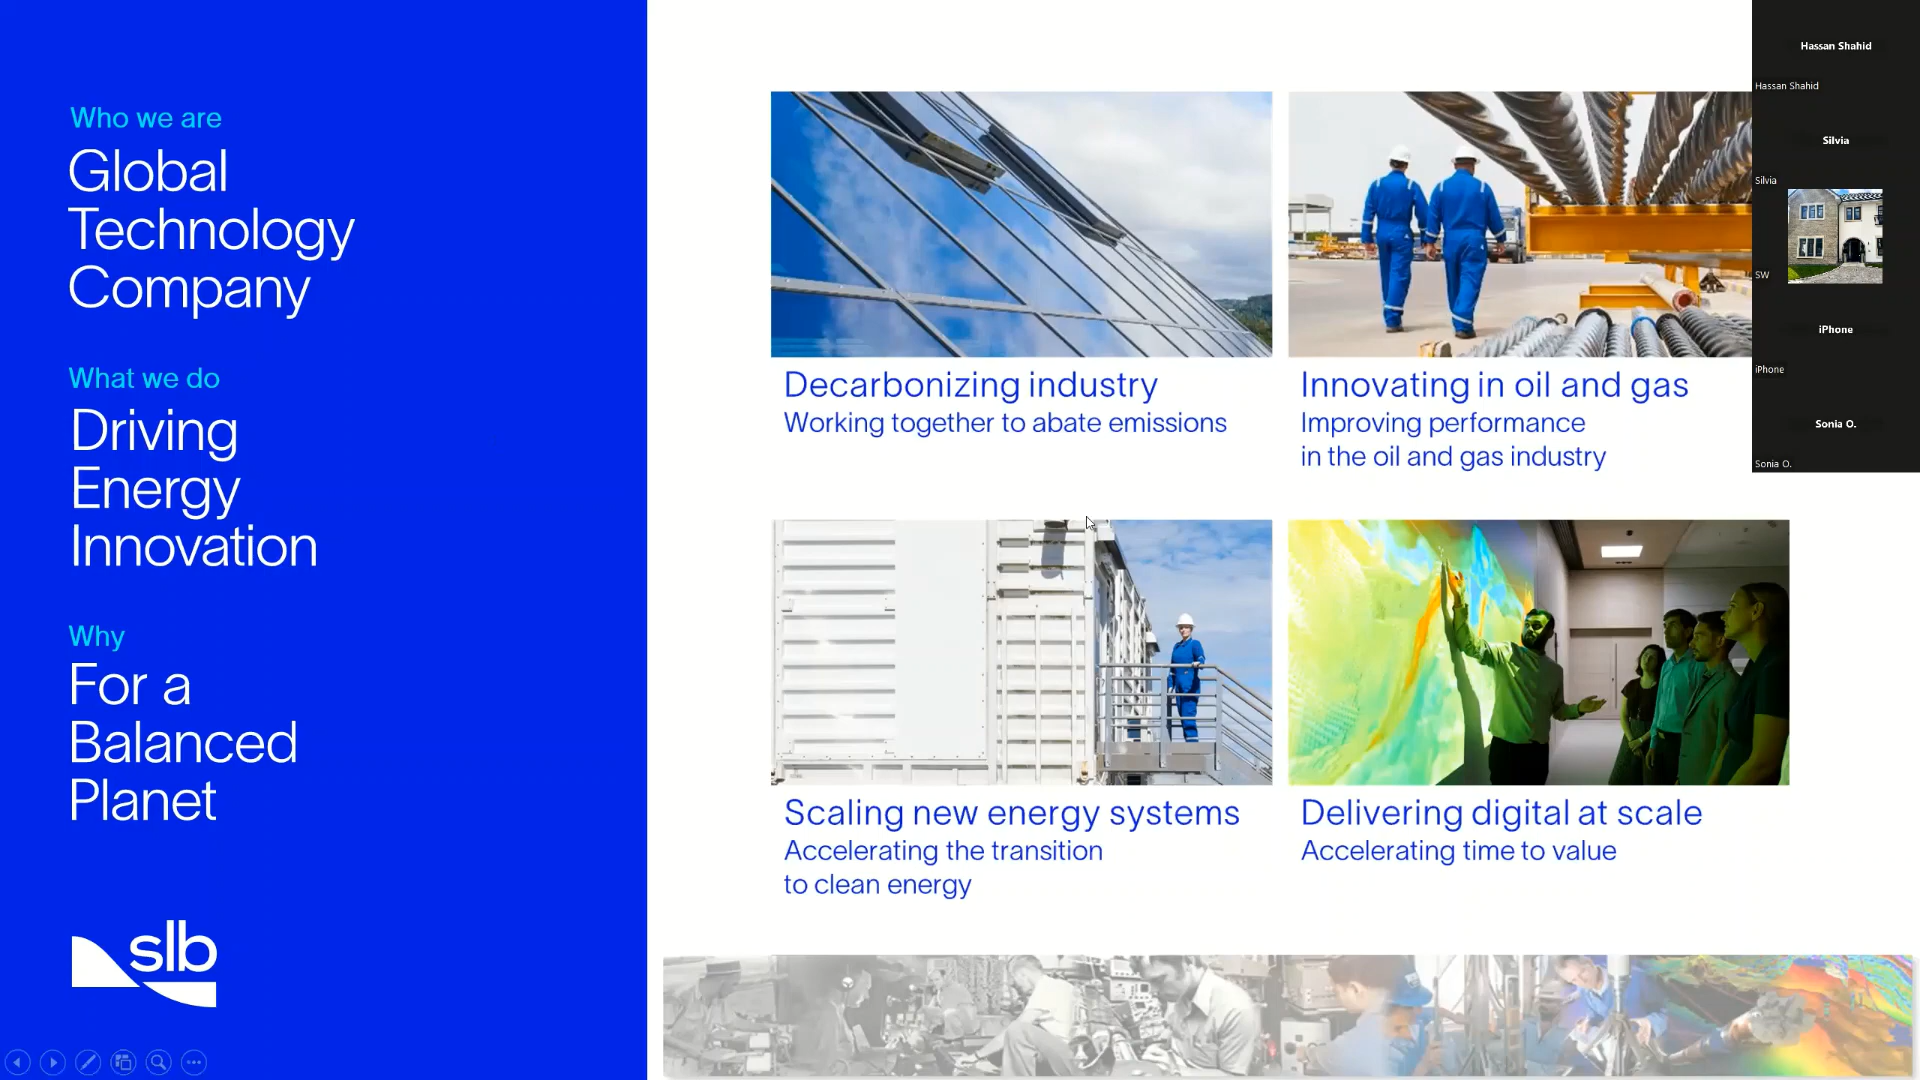 Who we are
Global
Technology
Company
What we do
Driving
Energy
Innovation
Why
For a
Balanced
Planet
slb
Decarbonizing industry
Working together to abate emissions
Innovating in oil and gas
Improving performance
in the oil and gas industry
Scaling new energy systems
Accelerating the transition
to clean energy
Delivering digital at scale
Accelerating time to value
Hassan Shahid
Hassan Shahid
Silvia
Silvia
SW
iPhone
iPhone
Sonia O.
Sonia O.